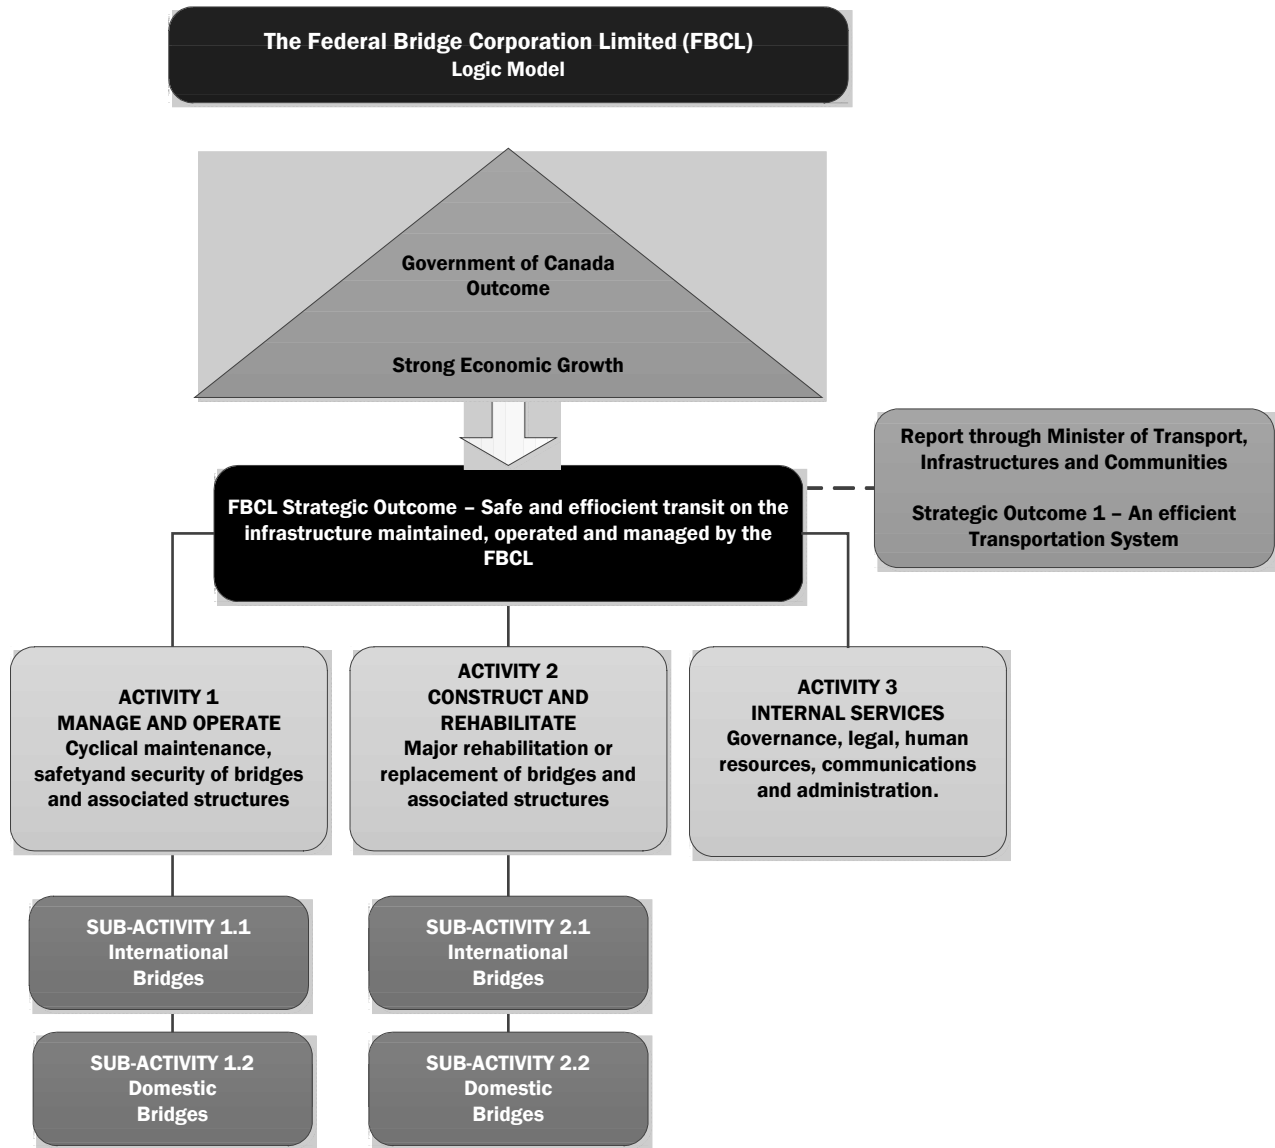 The Federal Bridge Corporation Limited (FBCL)
Logic Model
Government of Canada
Outcome
Strong Economic Growth
Report through Minister of Transport,
Infrastructures and Communities
Strategic Outcome 1 – An efficient
Transportation System
FBCL Strategic Outcome – Safe and effiocient transit on the
infrastructure maintained, operated and managed by the
FBCL
ACTIVITY 1
MANAGE AND OPERATE
Cyclical maintenance,
safetyand security of bridges
and associated structures
ACTIVITY 2
CONSTRUCT AND
REHABILITATE
Major rehabilitation or
replacement of bridges and
associated structures
ACTIVITY 3
INTERNAL SERVICES
Governance, legal, human
resources, communications
and administration.
SUB-ACTIVITY 1.1
International
Bridges
SUB-ACTIVITY 2.1
International
Bridges
SUB-ACTIVITY 1.2
Domestic
Bridges
SUB-ACTIVITY 2.2
Domestic
Bridges